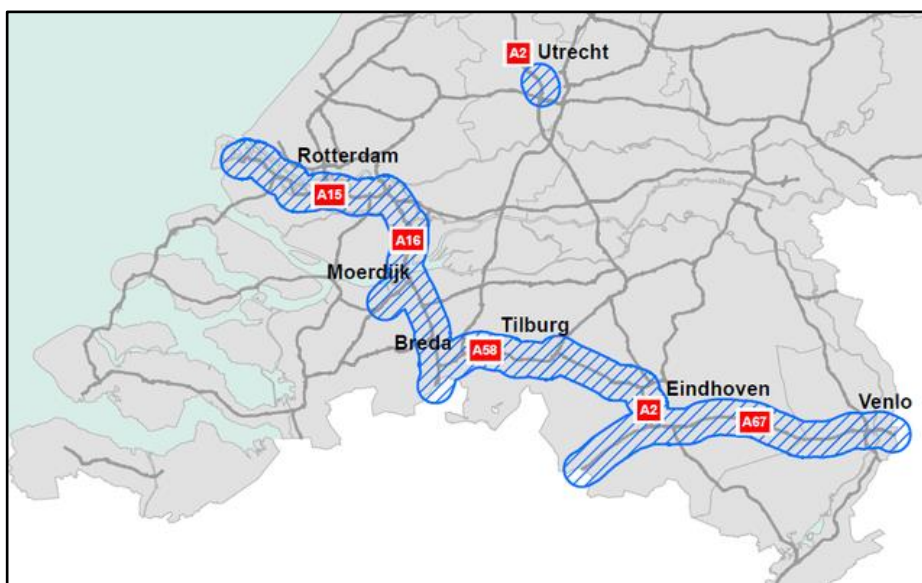 A2 Utrecht
Rotterdam
A15
A16
Moerdijk
Tilburg
Breda A58
Eindhoven
A2
A67
Venlo